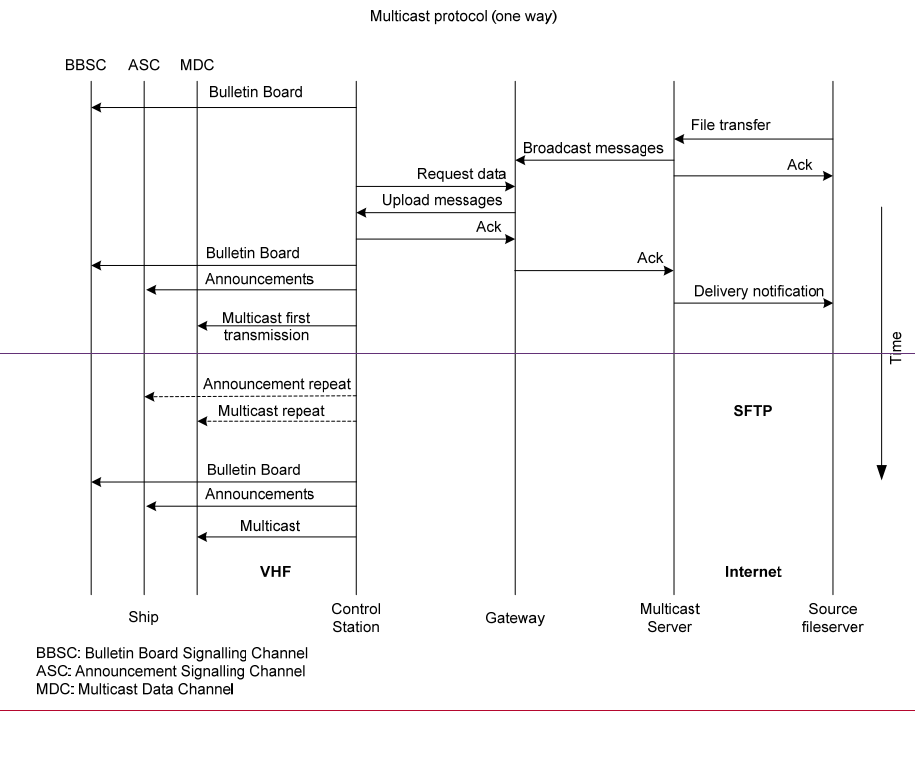 Multicast protocol (one way)
BBSC ASC MDC
Bulletin Board
File transfer
Broadcast messages
Ack
Request data
Upload messages
Ack
Bulletin Board
Ack
Announcements
Delivery notification
Multicast first
transmission
Time
Announcement repeat
Multicast repeat
SFTP
Bulletin Board
Announcements
Multicast
VHF
Internet
Ship
Control
Station
Gateway
Multicast
Server
Source
fileserver
BBSC: Bulletin Board Signalling Channel
ASC: Announcement Signalling Channel
MDC: Multicast Data Channel